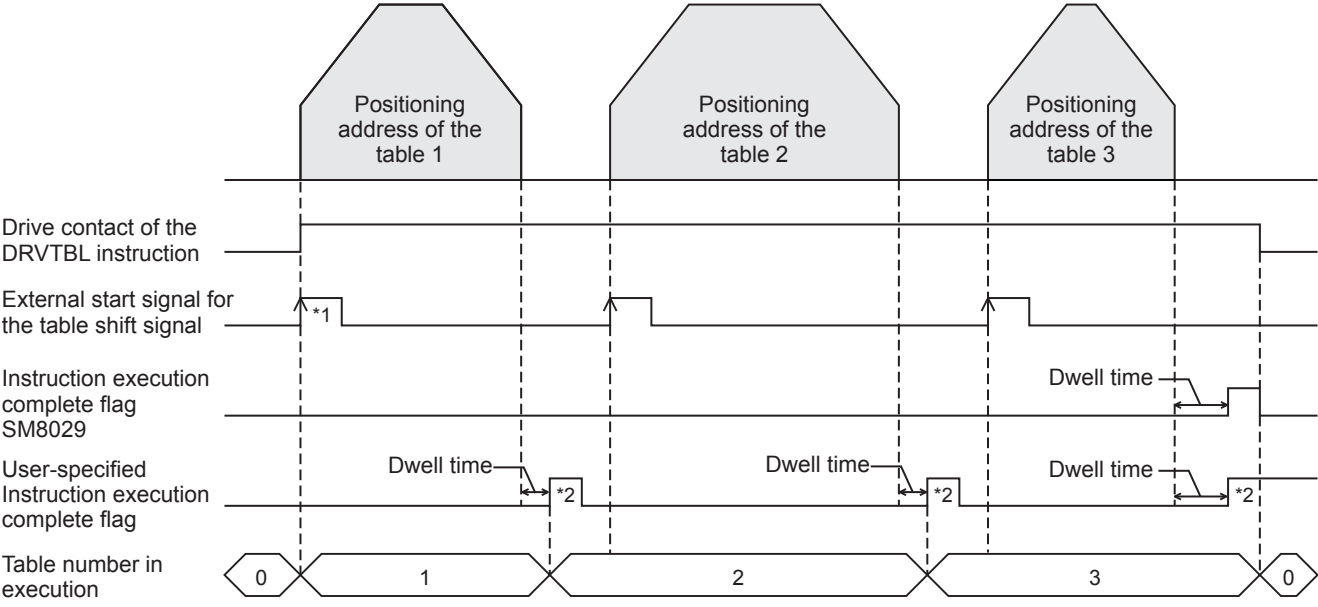 Positioning
address of the
table 1
Positioning
address of the
table 2
Positioning
address of the
table 3
Drive contact of the
DRVTBL instruction
External start signal for
the table shift signal
*1
Instruction execution
complete flag
SM8029
Dwell time
User-specified
Instruction execution
complete flag
Dwell time
*2
Dwell time
*2
Dwell time
*2
Table number in
execution
0
1
2
3
0